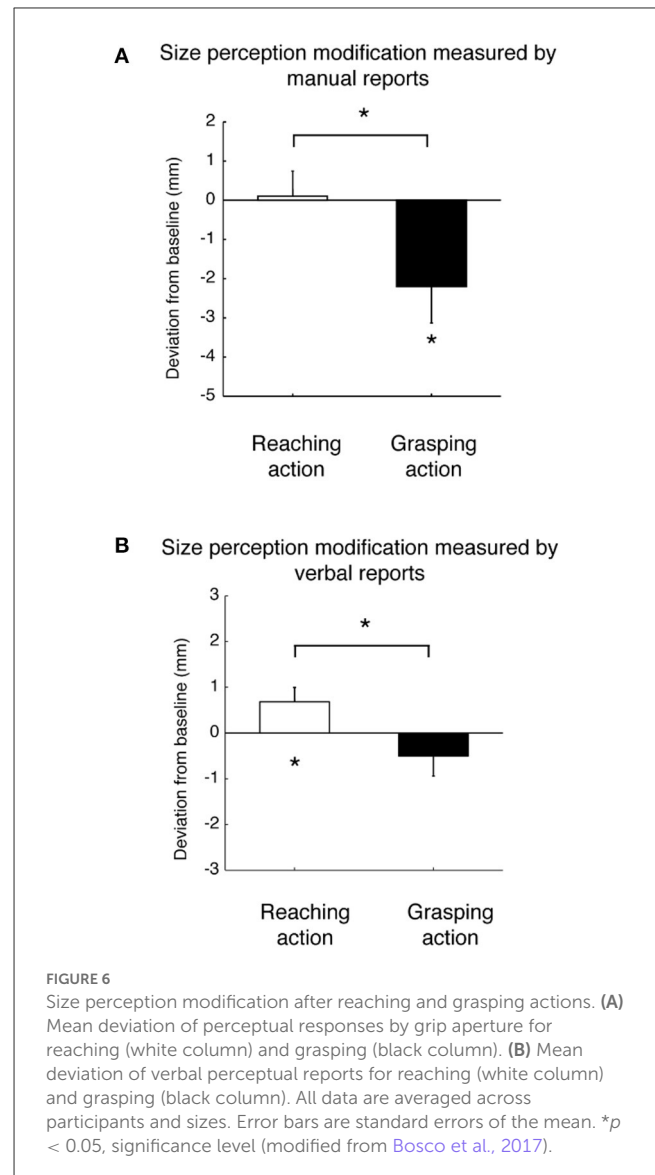 A Size perception modification measured by
manual reports
*
2
1
0
-1
-2
-3
-4
-5
Deviation from baseline (mm)
*
Reaching Grasping
action action
B Size perception modification measured by
verbal reports
*
3
2
1
0
-1
-2
-3
Deviation from baseline (mm)
*
Reaching Grasping
action action
FIGURE 6
Size perception modification after reaching and grasping actions. (A)
Mean deviation of perceptual responses by grip aperture for
reaching (white column) and grasping (black column). (B) Mean
deviation of verbal perceptual reports for reaching (white column)
and grasping (black column). All data are averaged across
participants and sizes. Error bars are standard errors of the mean. *p
< 0.05, significance level (modified from Bosco et al., 2017).